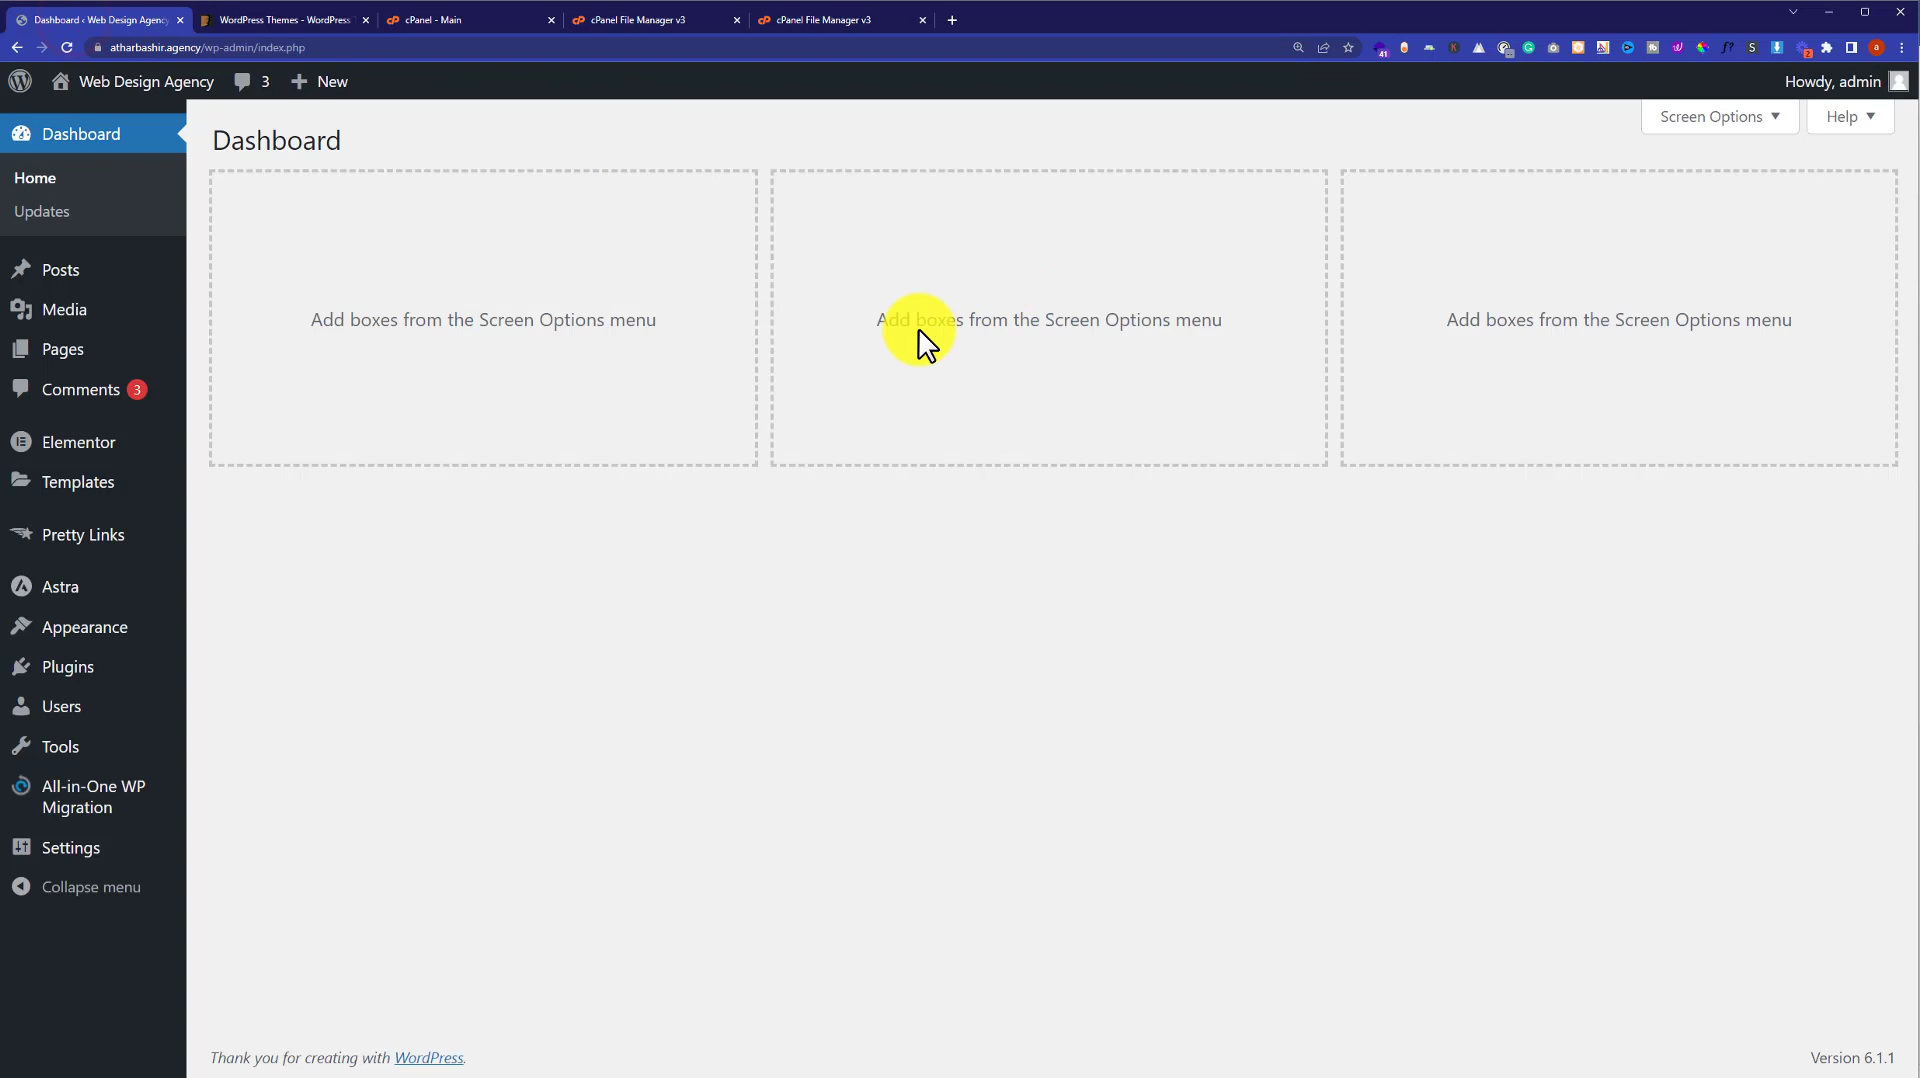 Dashboard ‹ Web Design Agency
WordPress Themes - WordPress
cPanel - Main
cPanel File Manager v3
cPanel File Manager v3
atharbashir.agency/wp-admin/index.php
Web Design Agency
3
New
Howdy, admin
Screen Options
Help
Dashboard
Home
Updates
Posts
Media
Pages
Comments 3
Elementor
Templates
Pretty Links
Astra
Appearance
Plugins
Users
Tools
All-in-One WP
Migration
Settings
Collapse menu
Dashboard
Add boxes from the Screen Options menu
Add boxes from the Screen Options menu
Add boxes from the Screen Options menu
Thank you for creating with WordPress.
Version 6.1.1